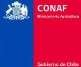 CONAF
Ministerio de Agricultura
Gobierno de Chile